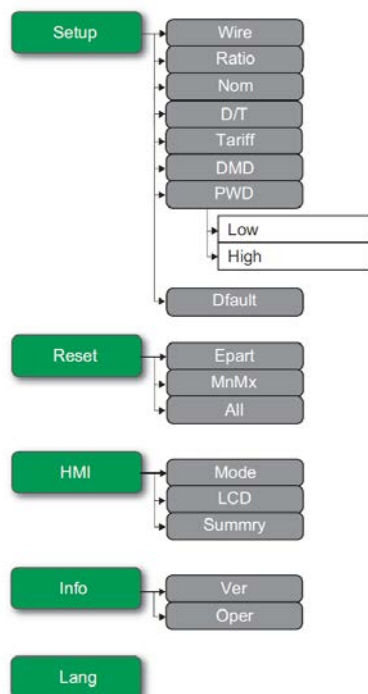 Setup
Wire
Ratio
Nom
D/T
Tariff
DMD
PWD
Low
High
Dfault
Reset
Epart
MnMx
All
HMI
Mode
LCD
Summry
Info
Ver
Oper
Lang